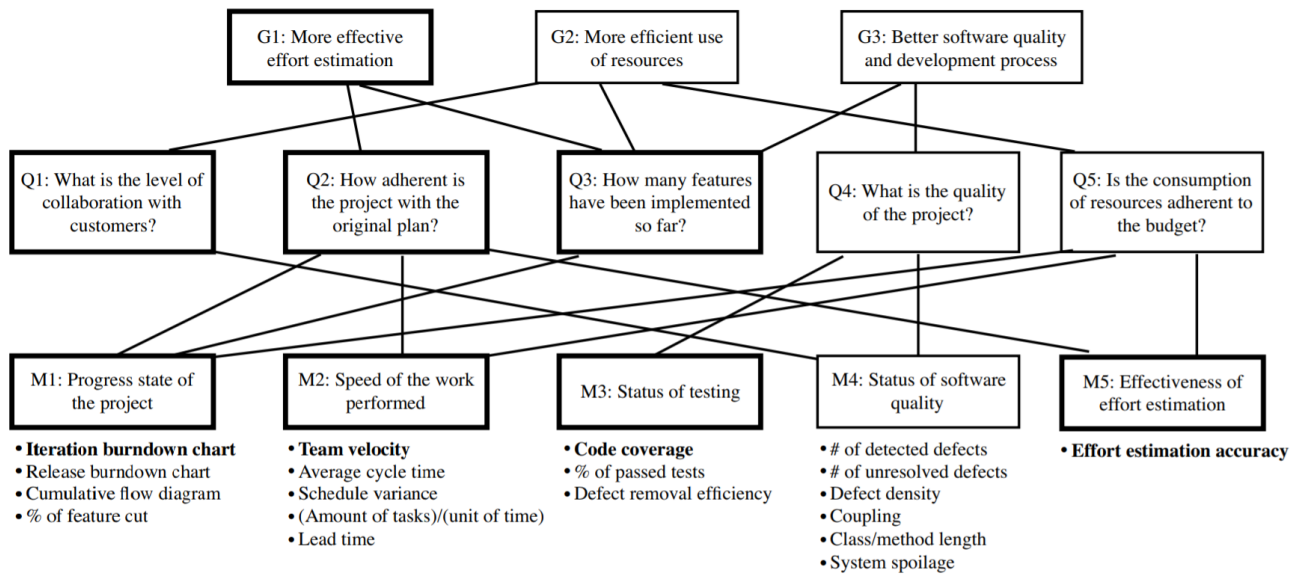 G1: More effective
effort estimation
G2: More efficient use
of resources
G3: Better software quality
and development process
Q1: What is the level of
collaboration with
customers?
Q2: How adherent is
the project with the
original plan?
Q3: How many features
have been implemented
so far?
Q4: What is the quality
of the project?
Q5: Is the consumption
of resources adherent to
the budget?
M1: Progress state of
the project
M2: Speed of the work
performed
M3: Status of testing
M4: Status of software
quality
M5: Effectiveness of
effort estimation
• Iteration burndown chart
• Release burndown chart
• Cumulative flow diagram
• % of feature cut
• Team velocity
• Average cycle time
• Schedule variance
• (Amount of tasks)/(unit of time)
• Lead time
• Code coverage
• % of passed tests
• Defect removal efficiency
• # of detected defects
• # of unresolved defects
• Defect density
• Coupling
• Class/method length
• System spoilage
• Effort estimation accuracy